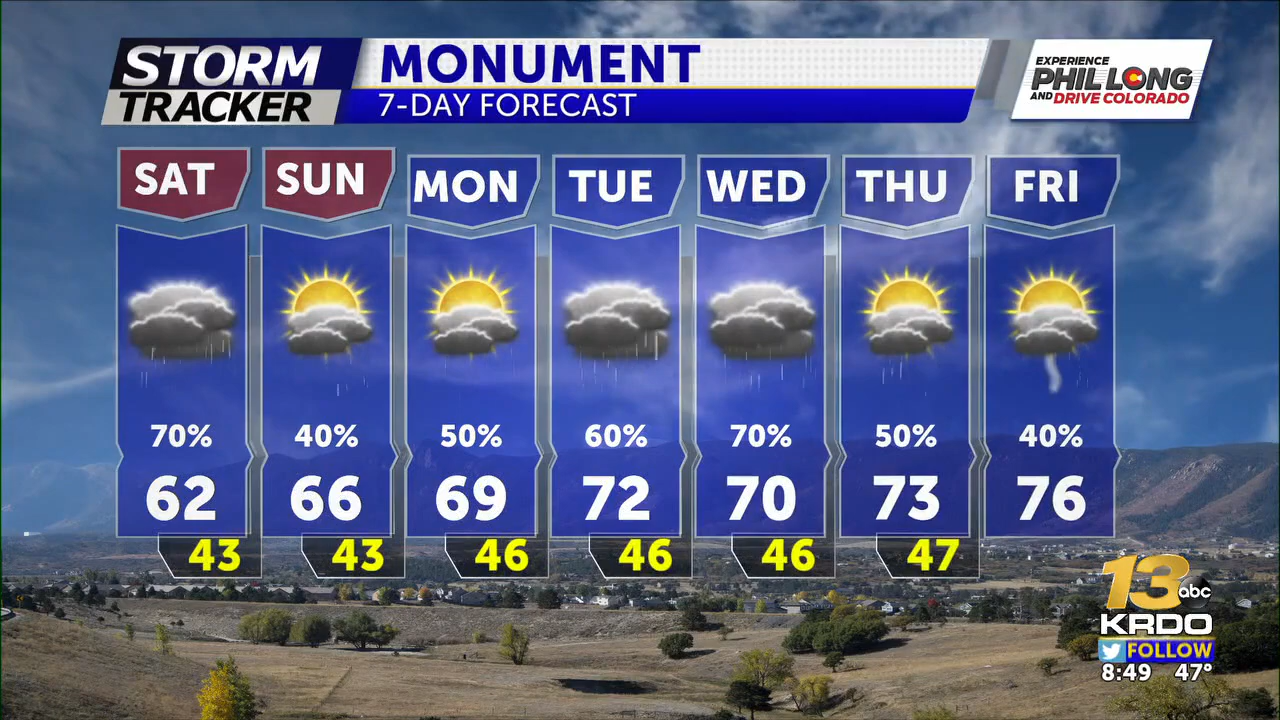 STORM
TRACKER
MONUMENT
7-DAY FORECAST
EXPERIENCE
PHIL LONG
AND DRIVE COLORADO
SAT SUN MON TUE WED THU FRI
70% 40% 50% 60% 70% 50% 40%
62 66 69 72 70 73 76
43 43 46 46 46 47
13 abc
KRDO
FOLLOW
8:49 47°